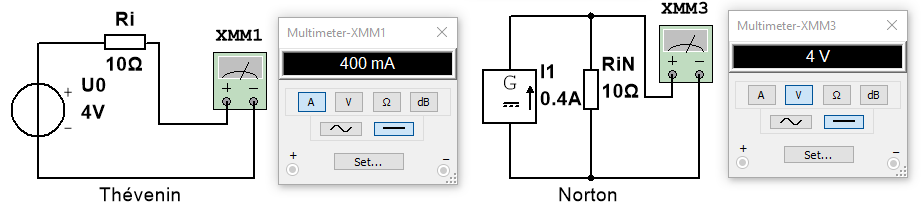 Ri
10Ω
U0
4V
+
−
XMM1
+ −
Thévenin
Multimeter-XMM1
400 mA
A V Ω dB
+ −
Set...
G
I1
0.4A
RiN
10Ω
XMM3
+ −
Norton
Multimeter-XMM3
4 V
A V Ω dB
+ −
Set...